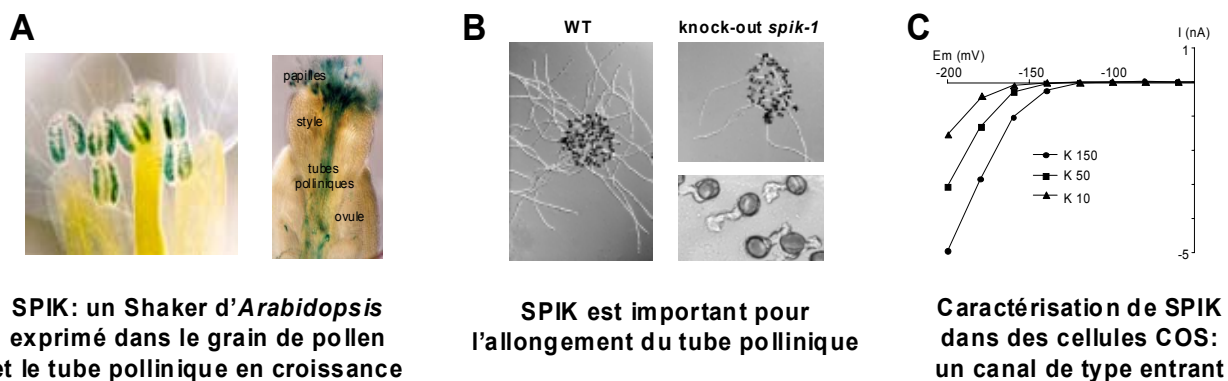 A
papilles
style
tubes
polliniques
ovule
SPIK: un Shaker d'Arabidopsis
exprimé dans le grain de pollen
et le tube pollinique en croissance
B
WT
knock-out spik-1
SPIK est important pour
l'allongement du tube pollinique
C
I (nA)
1
Em (mV)
-200
-150
-100
K 150
K 50
K 10
-5
Caractérisation de SPIK
dans des cellules COS:
un canal de type entrant